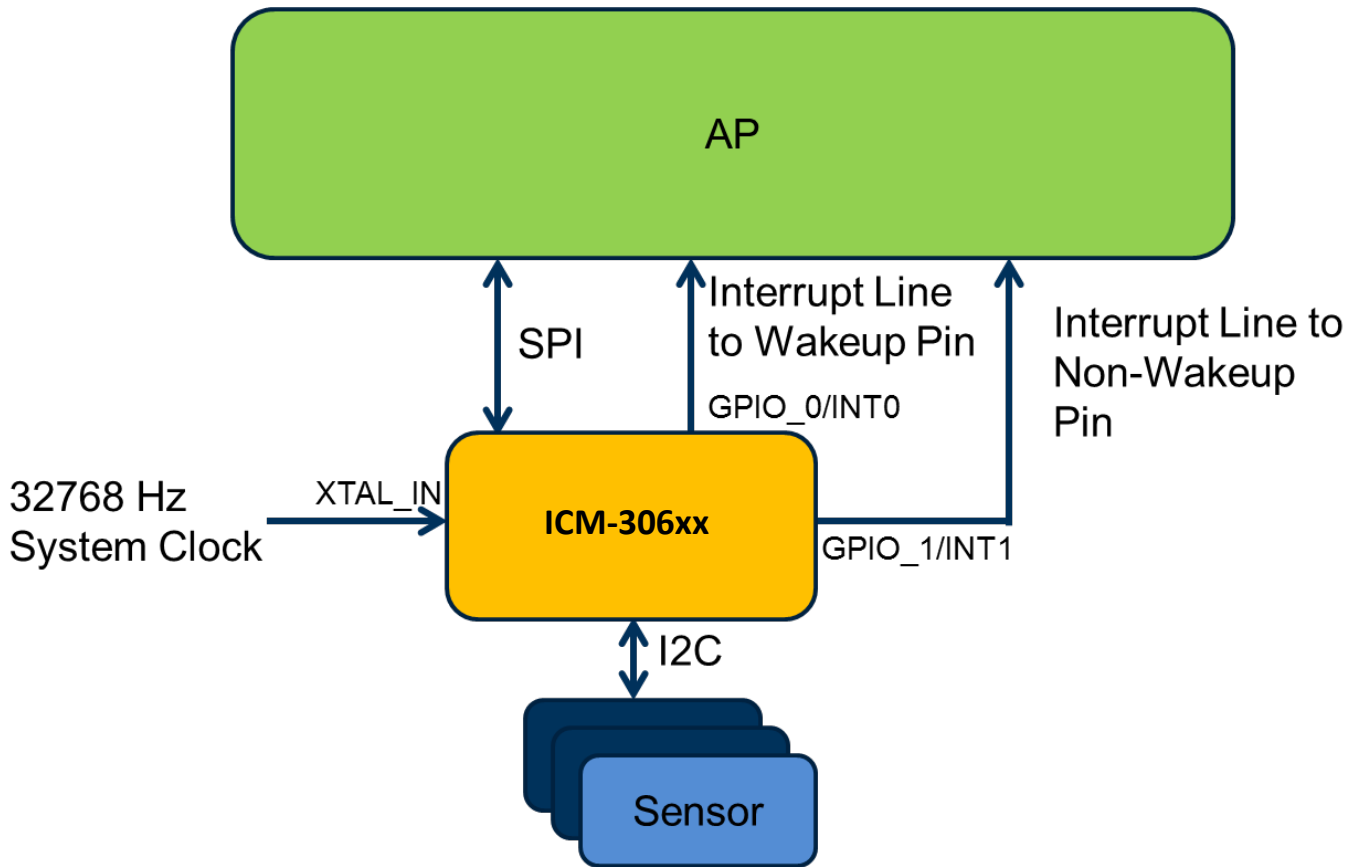 AP
SPI
Interrupt Line
to Wakeup Pin
GPIO_0/INT0
Interrupt Line to
Non-Wakeup
Pin
32768 Hz
System Clock
XTAL_IN
ICM-306xx
GPIO_1/INT1
I2C
Sensor